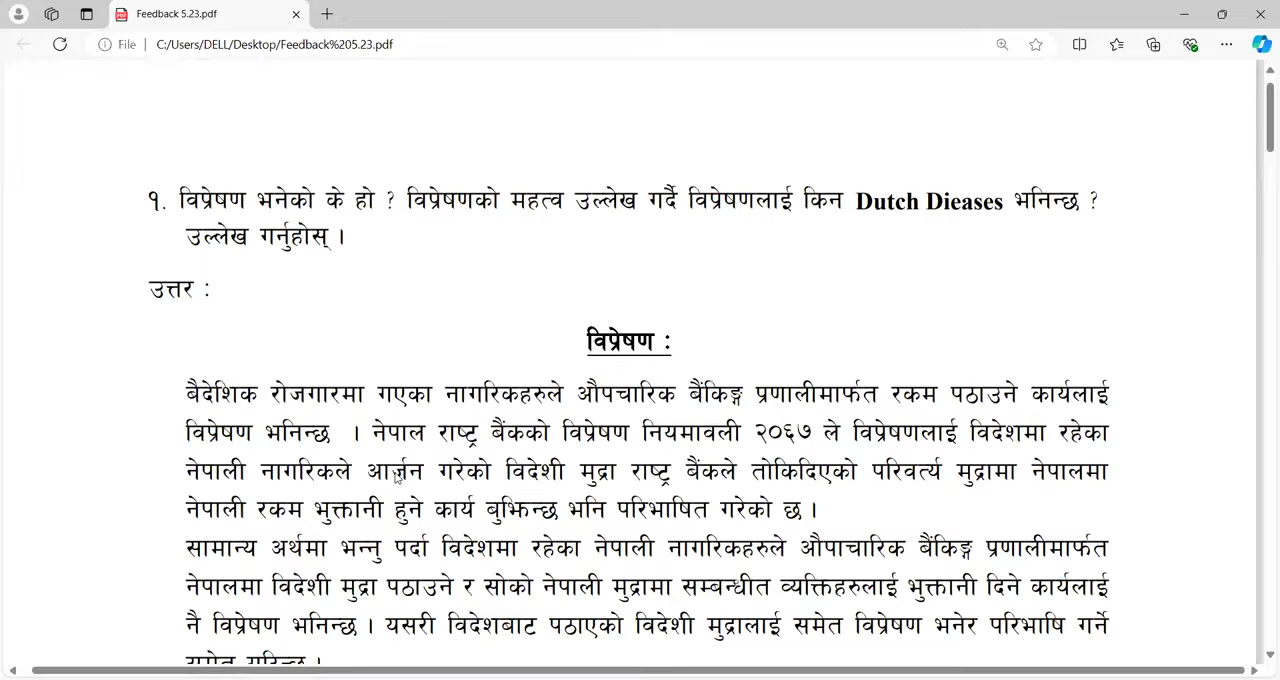 Feedback 5.23.pdf
File
C:/Users/DELL/Desktop/Feedback%205.23.pdf
१. विप्रेषण भनेको के हो ? विप्रेषणको महत्व उल्लेख गर्दै विप्रेषणलाई किन Dutch Dieases भनिन्छ ?
उल्लेख गर्नुहोस् ।
उत्तर :
विप्रेषण :
बैदेशिक रोजगारमा गएका नागरिकहरुले औपचारिक बैंकिङ्ग प्रणालीमार्फत रकम पठाउने कार्यलाई
विप्रेषण भनिन्छ । नेपाल राष्ट्र बैंकको विप्रेषण नियमावली २०६७ ले विप्रेषणलाई विदेशमा रहेका
नेपाली नागरिकले आर्जन गरेको विदेशी मुद्रा राष्ट्र बैंकले तोकिदिएको परिवर्त्य मुद्रामा नेपालमा
नेपाली रकम भुक्तानी हुने कार्य बुझिन्छ भनि परिभाषित गरेको छ ।
सामान्य अर्थमा भन्नु पर्दा विदेशमा रहेका नेपाली नागरिकहरुले औपाचारिक बैंकिङ्ग प्रणालीमार्फत
नेपालमा विदेशी मुद्रा पठाउने र सोको नेपाली मुद्रामा सम्बन्धीत व्यक्तिहरुलाई भुक्तानी दिने कार्यलाई
नै विप्रेषण भनिन्छ । यसरी विदेशबाट पठाएको विदेशी मुद्रालाई समेत विप्रेषण भनेर परिभाषि गर्ने